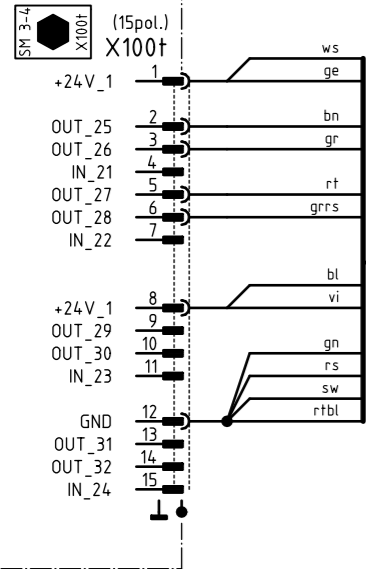 SM 3-4
X100t
(15pol.)
X100t
ws
+24V_1 1 ge
OUT_25 2 bn
OUT_26 3 gr
IN_21 4
OUT_27 5 rt
OUT_28 6 grrs
IN_22 7
bl
+24V_1 8 vi
OUT_29 9
OUT_30 10 gn
IN_23 11 rs
sw
GND 12 rtbl
OUT_31 13
OUT_32 14
IN_24 15